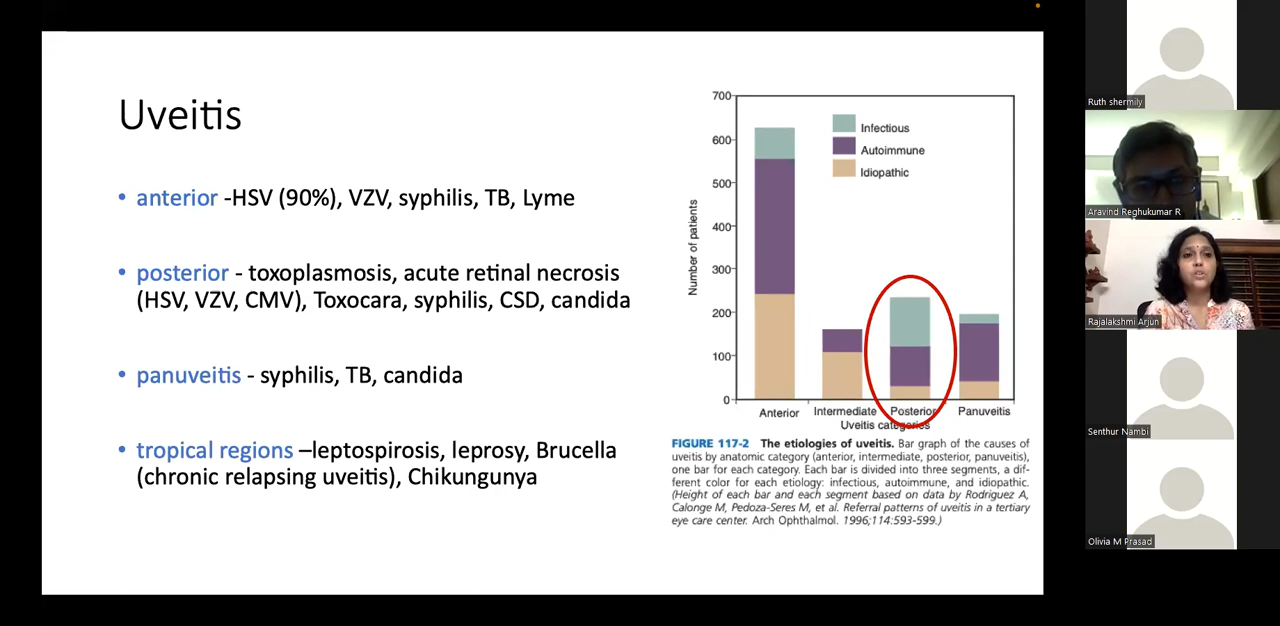 Uveitis
• anterior -HSV (90%), VZV, syphilis, TB, Lyme
• posterior - toxoplasmosis, acute retinal necrosis
(HSV, VZV, CMV), Toxocara, syphilis, CSD, candida
• panuveitis - syphilis, TB, candida
• tropical regions –leptospirosis, leprosy, Brucella
(chronic relapsing uveitis), Chikungunya
700
600
500
400
300
200
100
0
Number of patients
Infectious
Autoimmune
Idiopathic
Anterior Intermediate Posterior Panuveitis
Uveitis categories
FIGURE 117-2 The etiologies of uveitis. Bar graph of the causes of
uveitis by anatomic category (anterior, intermediate, posterior, panuveitis),
one bar for each category. Each bar is divided into three segments, a dif-
ferent color for each etiology: infectious, autoimmune, and idiopathic.
(Height of each bar and each segment based on data by Rodriguez A,
Calonge M, Pedoza-Seres M, et al. Referral patterns of uveitis in a tertiary
eye care center. Arch Ophthalmol. 1996;114:593-599.)
Ruth shermily
Aravind Reghukumar R
Rajalakshmi Arjun
Senthur Nambi
Olivia M Prasad